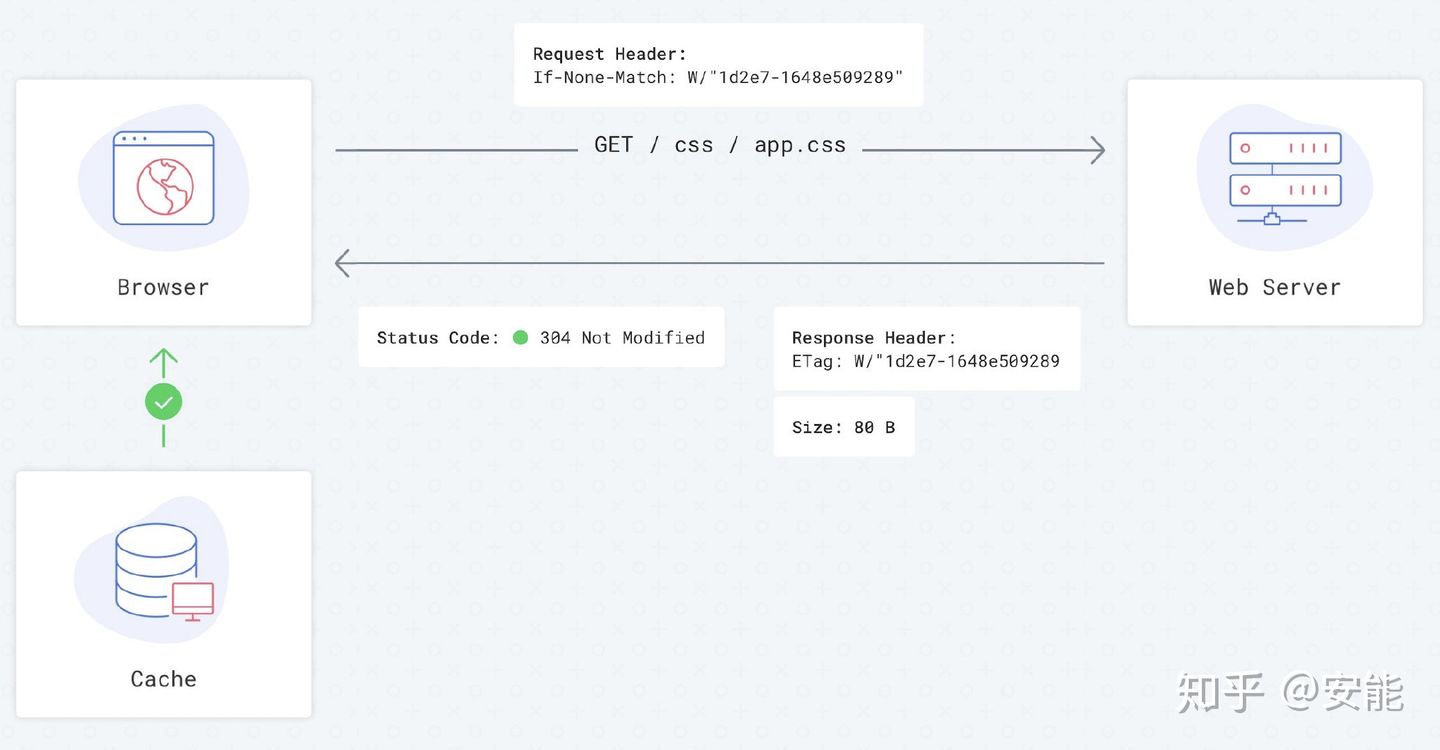 Request Header:
If-None-Match: W/"1d2e7-1648e509289"
GET / css / app.css
Browser
Web Server
Status Code: 304 Not Modified
Response Header:
ETag: W/"1d2e7-1648e509289
Size: 80 B
Cache
知乎 @安能